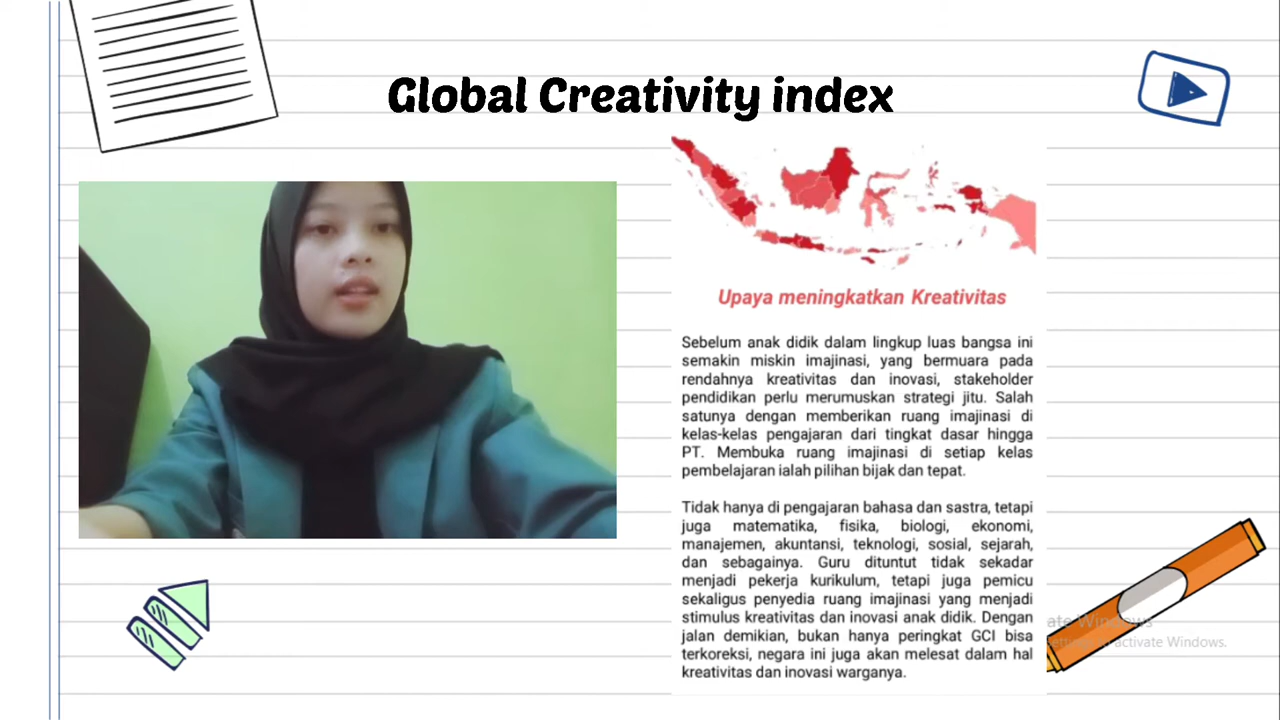 Global Creativity index
Upaya meningkatkan Kreativitas
Sebelum anak didik dalam lingkup luas bangsa ini
semakin miskin imajinasi, yang bermuara pada
rendahnya kreativitas dan inovasi, stakeholder
pendidikan perlu merumuskan strategi jitu. Salah
satunya dengan memberikan ruang imajinasi di
kelas-kelas pengajaran dari tingkat dasar hingga
PT. Membuka ruang imajinasi di setiap kelas
pembelajaran ialah pilihan bijak dan tepat.
Tidak hanya di pengajaran bahasa dan sastra, tetapi
juga matematika, fisika, biologi, ekonomi,
manajemen, akuntansi, teknologi, sosial, sejarah,
dan sebagainya. Guru dituntut tidak sekadar
menjadi pekerja kurikulum, tetapi juga pemicu
sekaligus penyedia ruang imajinasi yang menjadi
stimulus kreativitas dan inovasi anak didik. Dengan
jalan demikian, bukan hanya peringkat GCI bisa
terkoreksi, negara ini juga akan melesat dalam hal
kreativitas dan inovasi warganya.
Windows
activate Windows.